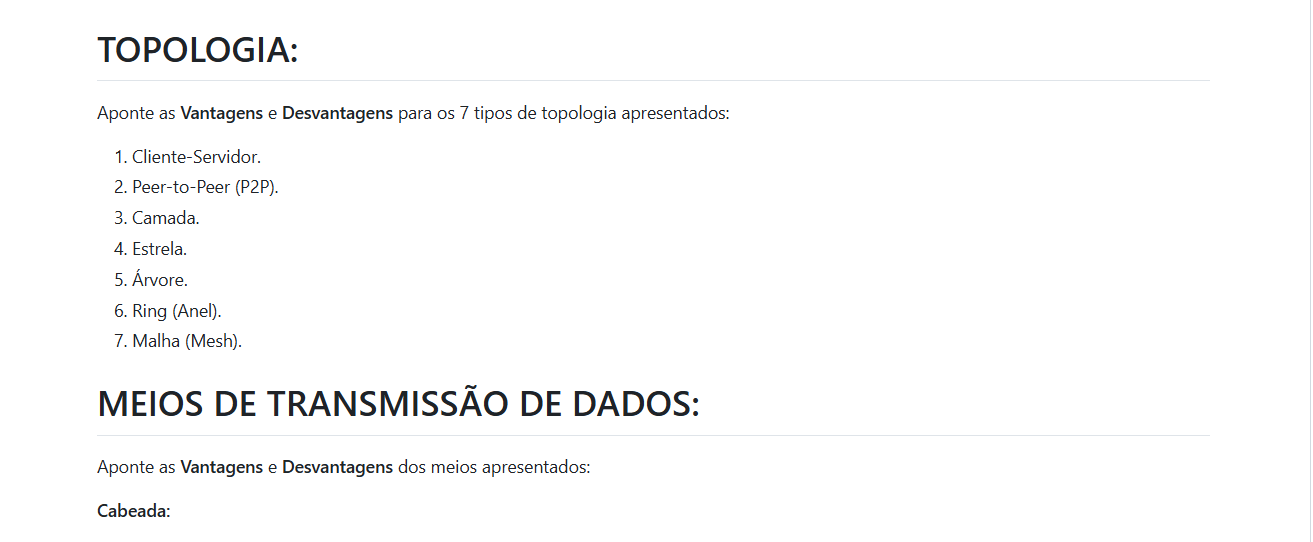 TOPOLOGIA:
Aponte as Vantagens e Desvantagens para os 7 tipos de topologia apresentados:
1. Cliente-Servidor.
2. Peer-to-Peer (P2P).
3. Camada.
4. Estrela.
5. Árvore.
6. Ring (Anel).
7. Malha (Mesh).
MEIOS DE TRANSMISSÃO DE DADOS:
Aponte as Vantagens e Desvantagens dos meios apresentados:
Cabeada: